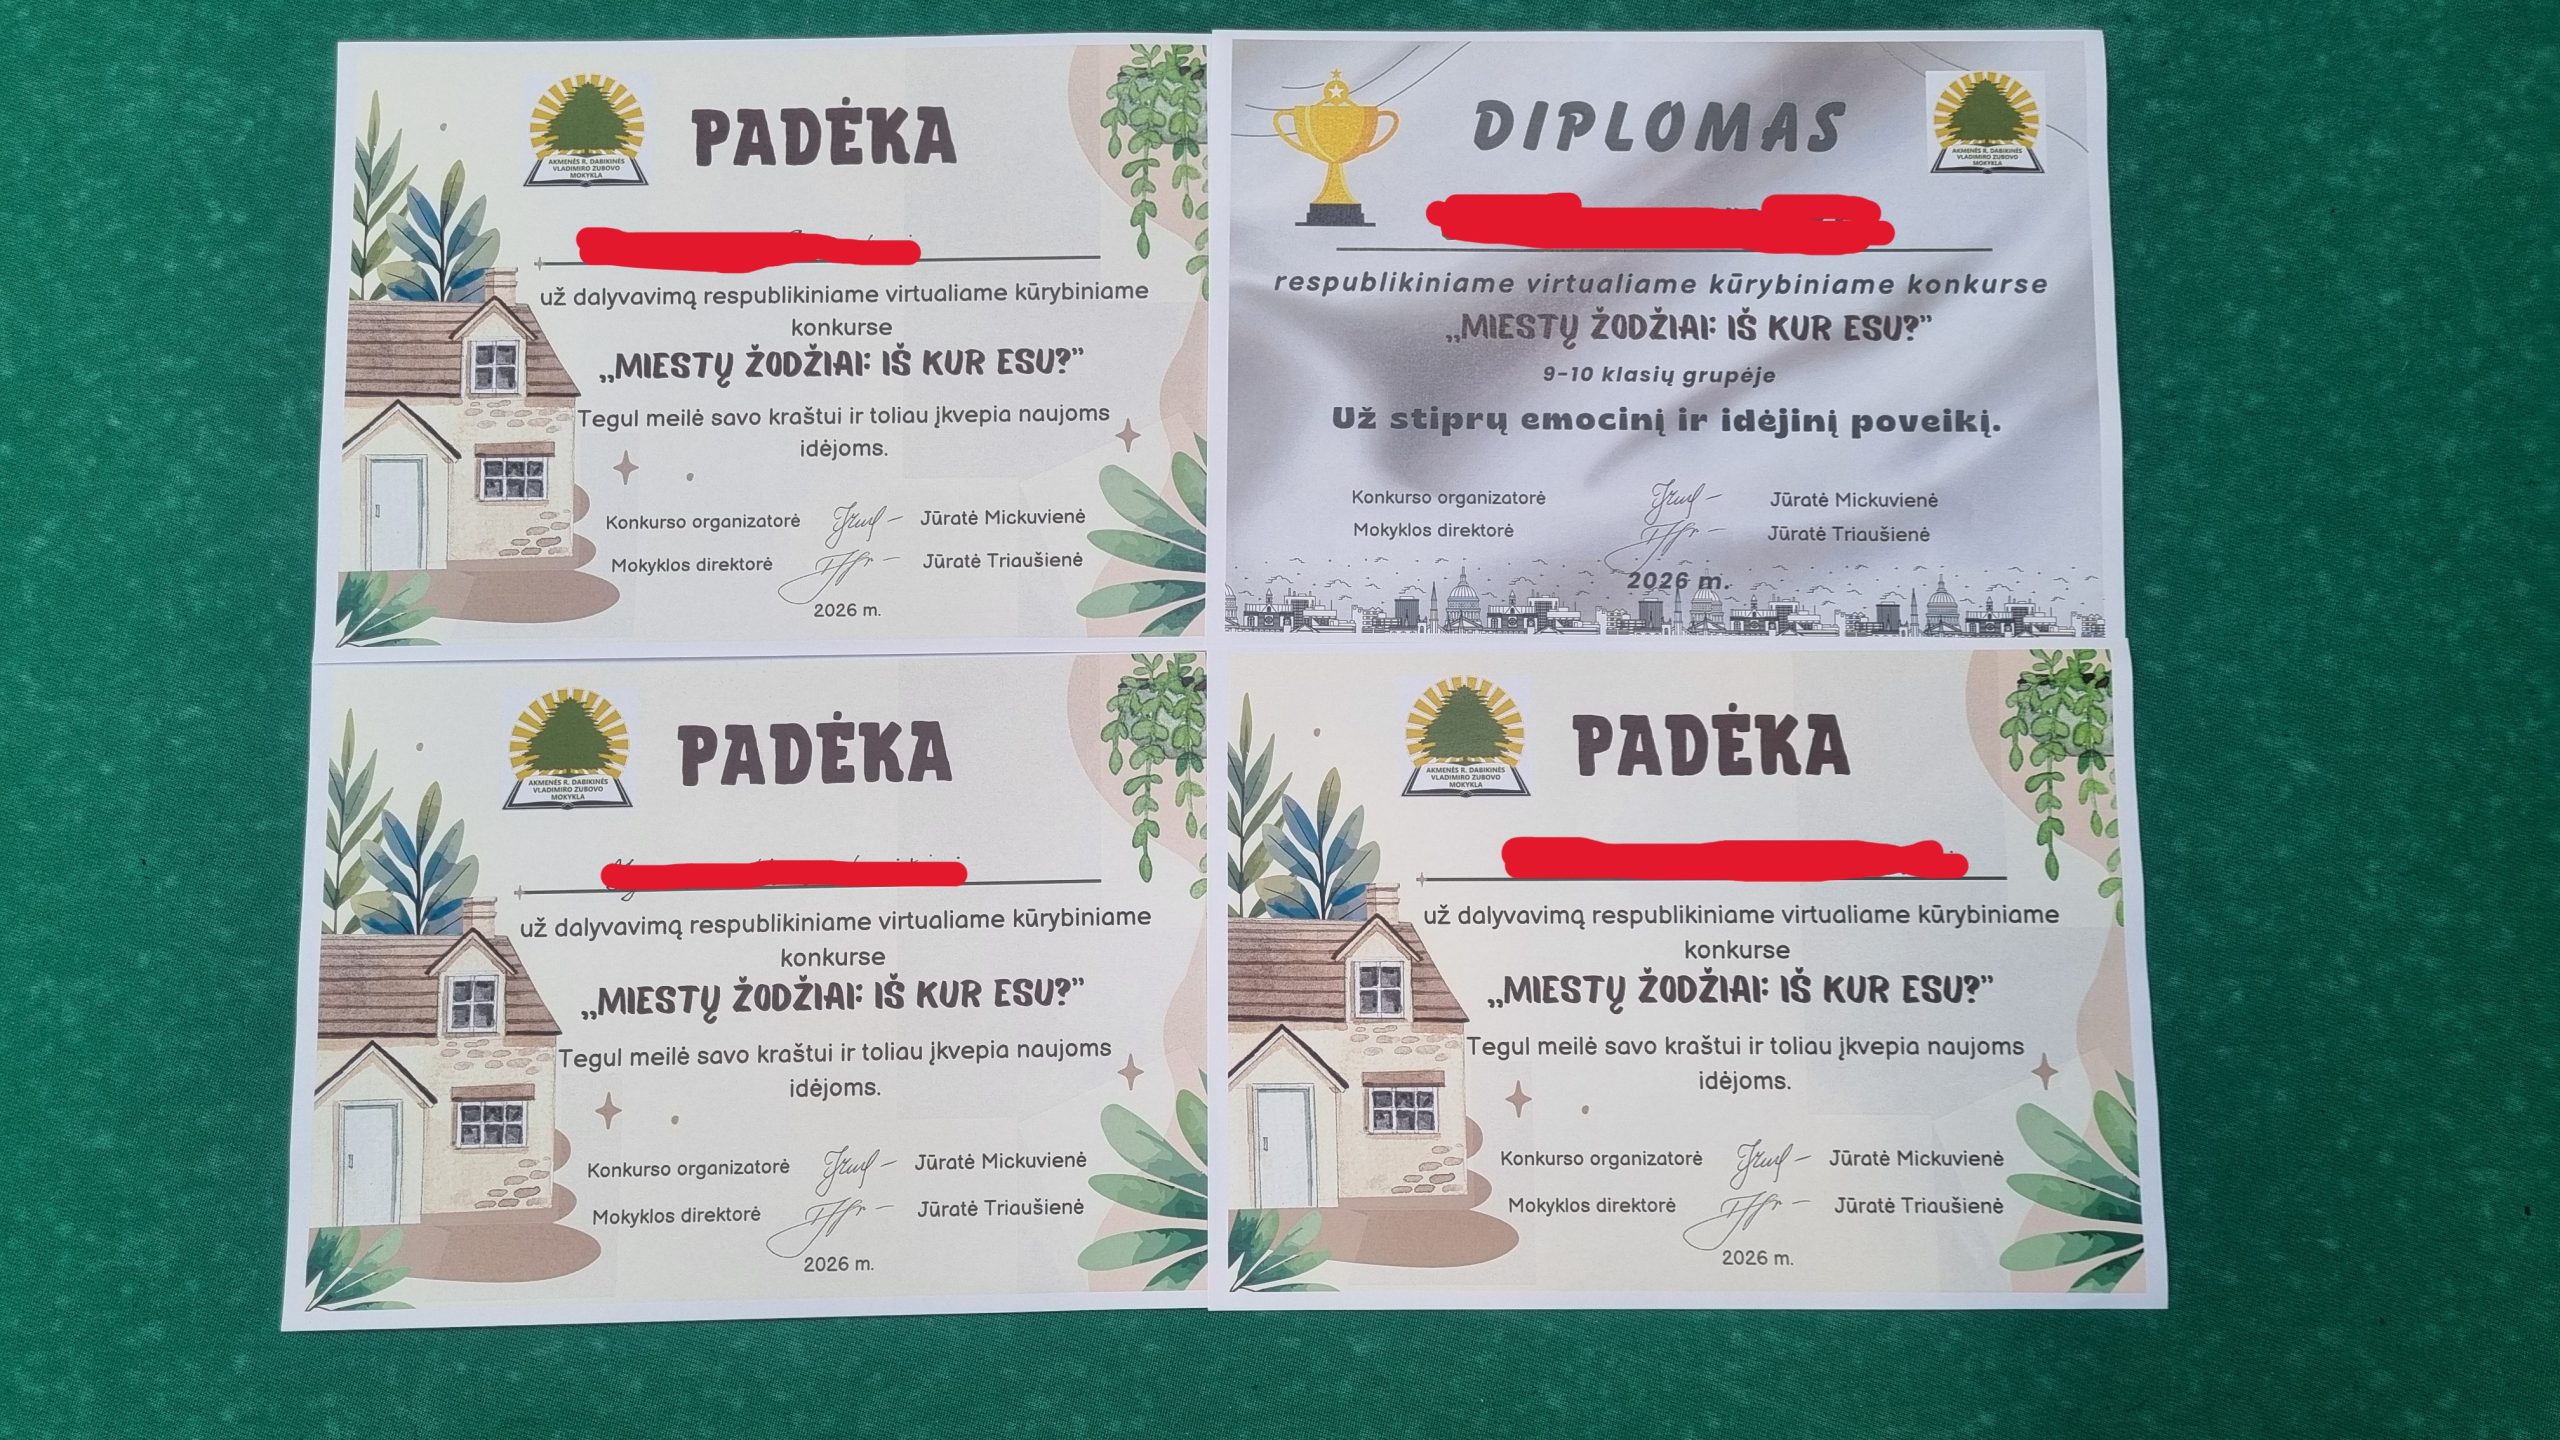 AKMENĖS R. DABIKINĖS
VLADIMIRO ZUBOVO
MOKYKLA
PADĖKA
už dalyvavimą respublikiniame virtualiame kūrybiniame
konkurse
„MIESTŲ ŽODŽIAI: IŠ KUR ESU?”
Tegul meilė savo kraštui ir toliau įkvepia naujoms
idėjoms.
Konkurso organizatorė Jūratė Mickuvienė
Mokyklos direktorė Jūratė Triaušienė
2026 m.
DIPLOMAS
AKMENĖS R. DABIKINĖS
VLADIMIRO ZUBOVO
MOKYKLA
respublikiniame virtualiame kūrybiniame konkurse
„MIESTŲ ŽODŽIAI: IŠ KUR ESU?”
9-10 klasių grupėje
Už stiprų emocinį ir idėjinį poveikį.
Konkurso organizatorė Jūratė Mickuvienė
Mokyklos direktorė Jūratė Triaušienė
2026 m.
AKMENĖS R. DABIKINĖS
VLADIMIRO ZUBOVO
MOKYKLA
PADĖKA
už dalyvavimą respublikiniame virtualiame kūrybiniame
konkurse
„MIESTŲ ŽODŽIAI: IŠ KUR ESU?”
Tegul meilė savo kraštui ir toliau įkvepia naujoms
idėjoms.
Konkurso organizatorė Jūratė Mickuvienė
Mokyklos direktorė Jūratė Triaušienė
2026 m.
AKMENĖS R. DABIKINĖS
VLADIMIRO ZUBOVO
MOKYKLA
PADĖKA
už dalyvavimą respublikiniame virtualiame kūrybiniame
konkurse
„MIESTŲ ŽODŽIAI: IŠ KUR ESU?”
Tegul meilė savo kraštui ir toliau įkvepia naujoms
idėjoms.
Konkurso organizatorė Jūratė Mickuvienė
Mokyklos direktorė Jūratė Triaušienė
2026 m.